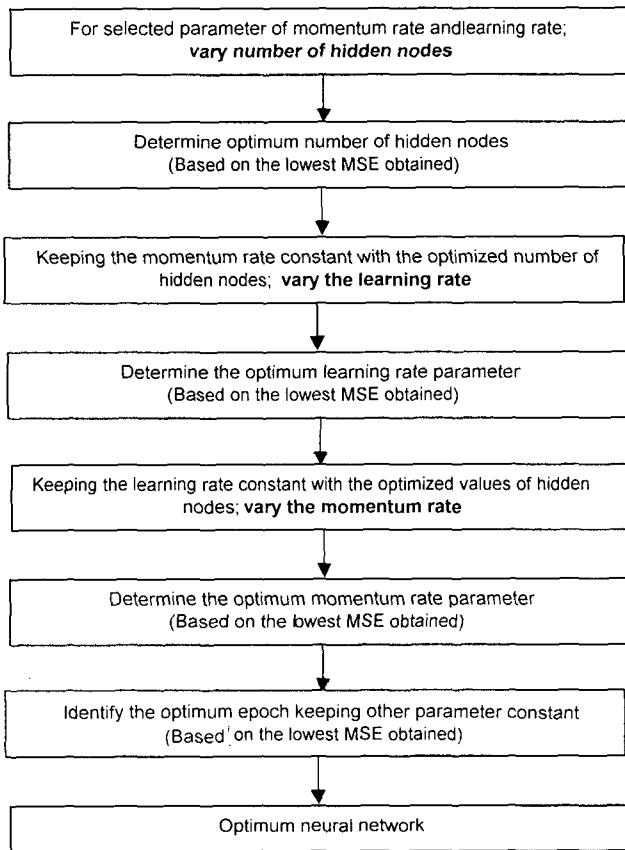 For selected parameter of momentum rate andlearning rate;
vary number of hidden nodes
Determine optimum number of hidden nodes
(Based on the lowest MSE obtained)
Keeping the momentum rate constant with the optimized number of
hidden nodes; vary the learning rate
Determine the optimum learning rate parameter
(Based on the lowest MSE obtained)
Keeping the learning rate constant with the optimized values of hidden
nodes; vary the momentum rate
Determine the optimum momentum rate parameter
(Based on the lowest MSE obtained)
Identify the optimum epoch keeping other parameter constant
(Based on the lowest MSE obtained)
Optimum neural network